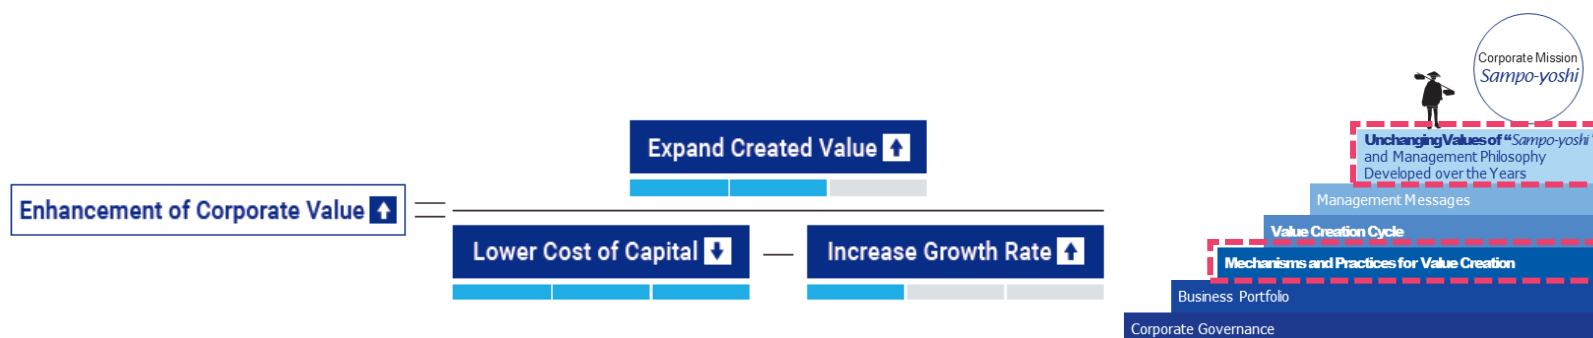 Enhancement of Corporate Value
Expand Created Value
Lower Cost of Capital
Increase Growth Rate
Corporate Mission
Sampo-yoshi
Unchanging Values of “Sampo-yoshi”
and Management Philosophy
Developed over the Years
Management Messages
Value Creation Cycle
Mechanisms and Practices for Value Creation
Business Portfolio
Corporate Governance